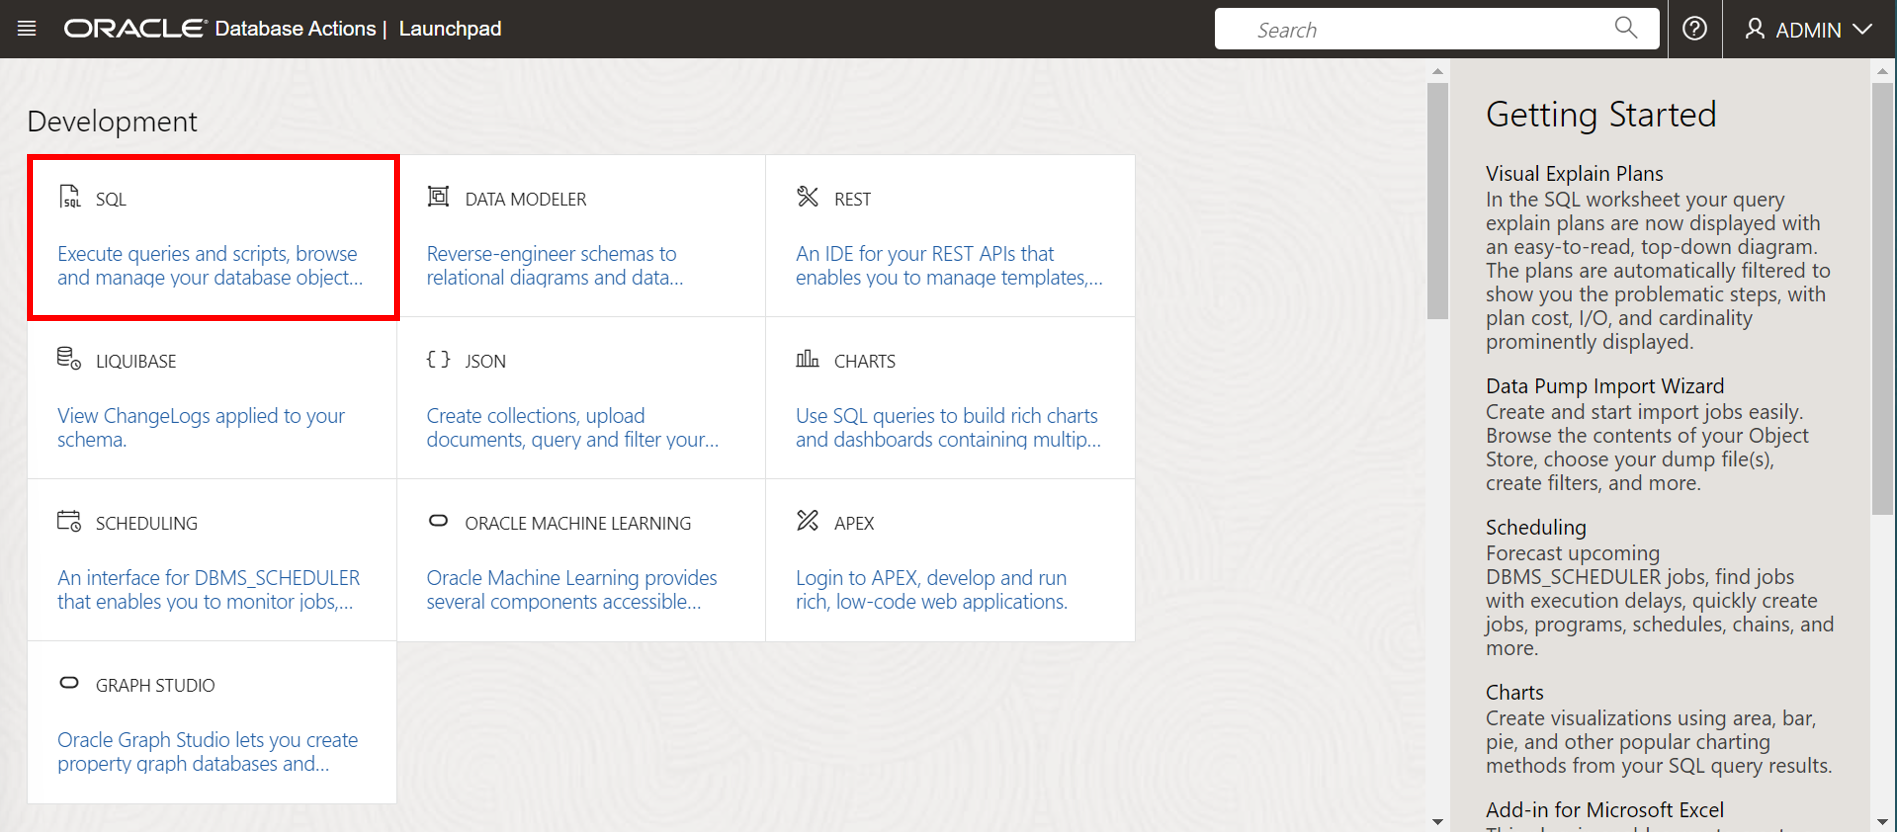 ORACLE Database Actions | Launchpad
Search
ADMIN
Development
SQL
Execute queries and scripts, browse
and manage your database object...
DATA MODELER
Reverse-engineer schemas to
relational diagrams and data...
REST
An IDE for your REST APIs that
enables you to manage templates,...
LIQUIBASE
View ChangeLogs applied to your
schema.
JSON
Create collections, upload
documents, query and filter your...
CHARTS
Use SQL queries to build rich charts
and dashboards containing multip...
SCHEDULING
An interface for DBMS_SCHEDULER
that enables you to monitor jobs,...
ORACLE MACHINE LEARNING
Oracle Machine Learning provides
several components accessible...
APEX
Login to APEX, develop and run
rich, low-code web applications.
GRAPH STUDIO
Oracle Graph Studio lets you create
property graph databases and...
Getting Started
Visual Explain Plans
In the SQL worksheet your query
explain plans are now displayed with
an easy-to-read, top-down diagram.
The plans are automatically filtered to
show you the problematic steps, with
plan cost, I/O, and cardinality
prominently displayed.
Data Pump Import Wizard
Create and start import jobs easily.
Browse the contents of your Object
Store, choose your dump file(s),
create filters, and more.
Scheduling
Forecast upcoming
DBMS_SCHEDULER jobs, find jobs
with execution delays, quickly create
jobs, programs, schedules, chains, and
more.
Charts
Create visualizations using area, bar,
pie, and other popular charting
methods from your SQL query results.
Add-in for Microsoft Excel